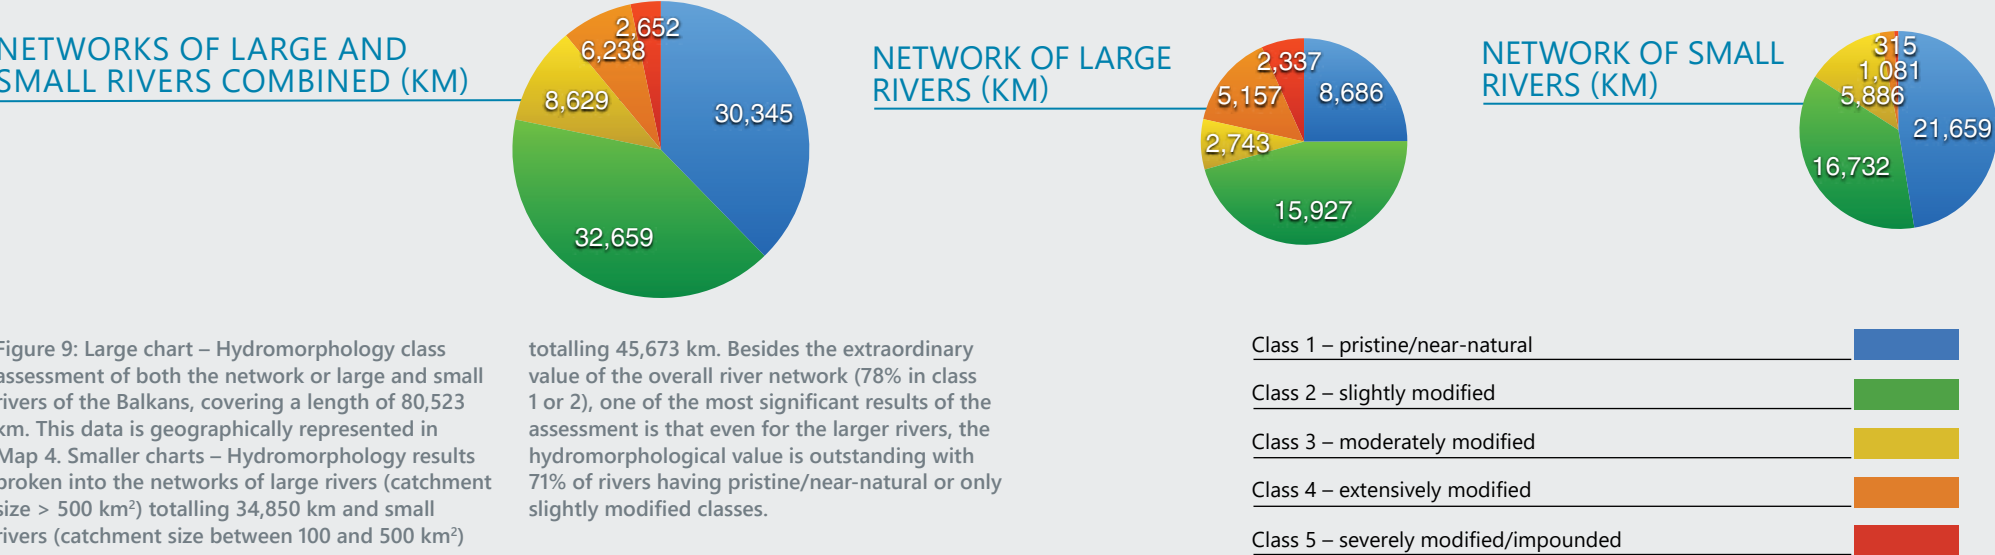 NETWORKS OF LARGE AND
SMALL RIVERS COMBINED (KM)
2,652
6,238
8,629
30,345
32,659
NETWORK OF LARGE
RIVERS (KM)
2,337
5,157
8,686
2,743
15,927
NETWORK OF SMALL
RIVERS (KM)
315
1,081
5,886
21,659
16,732
Figure 9: Large chart – Hydromorphology class
assessment of both the network or large and small
rivers of the Balkans, covering a length of 80,523
km. This data is geographically represented in
Map 4. Smaller charts – Hydromorphology results
broken into the networks of large rivers (catchment
size > 500 km²) totalling 34,850 km and small
rivers (catchment size between 100 and 500 km²)
totalling 45,673 km. Besides the extraordinary
value of the overall river network (78% in class
1 or 2), one of the most significant results of the
assessment is that even for the larger rivers, the
hydromorphological value is outstanding with
71% of rivers having pristine/near-natural or only
slightly modified classes.
Class 1 – pristine/near-natural
Class 2 – slightly modified
Class 3 – moderately modified
Class 4 – extensively modified
Class 5 – severely modified/impounded